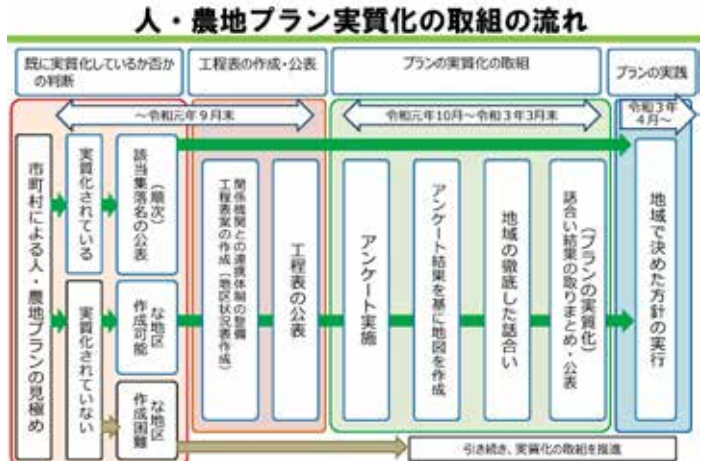 人・農地プラン実質化の取組の流れ
既に実質化しているか否か
の判断
工程表の作成・公表
プランの実質化の取組
プランの実践
～令和元年９月末
令和元年10月～令和３年３月末
令和３年
４月～
市町村による人・農地プランの見極め
実質化されている
実質化されていない
（順次）
該当集落名の公表
な地区
作成可能
な地区
作成困難
関係機関との連携体制の整備
工程表案の作成（地区状況表作成）
工程表の公表
アンケート実施
アンケート結果を基に地図を作成
地域の徹底した話合い
（プランの実質化）
話合い結果の取りまとめ・公表
地域で決めた方針の実行
引き続き、実質化の取組を推進